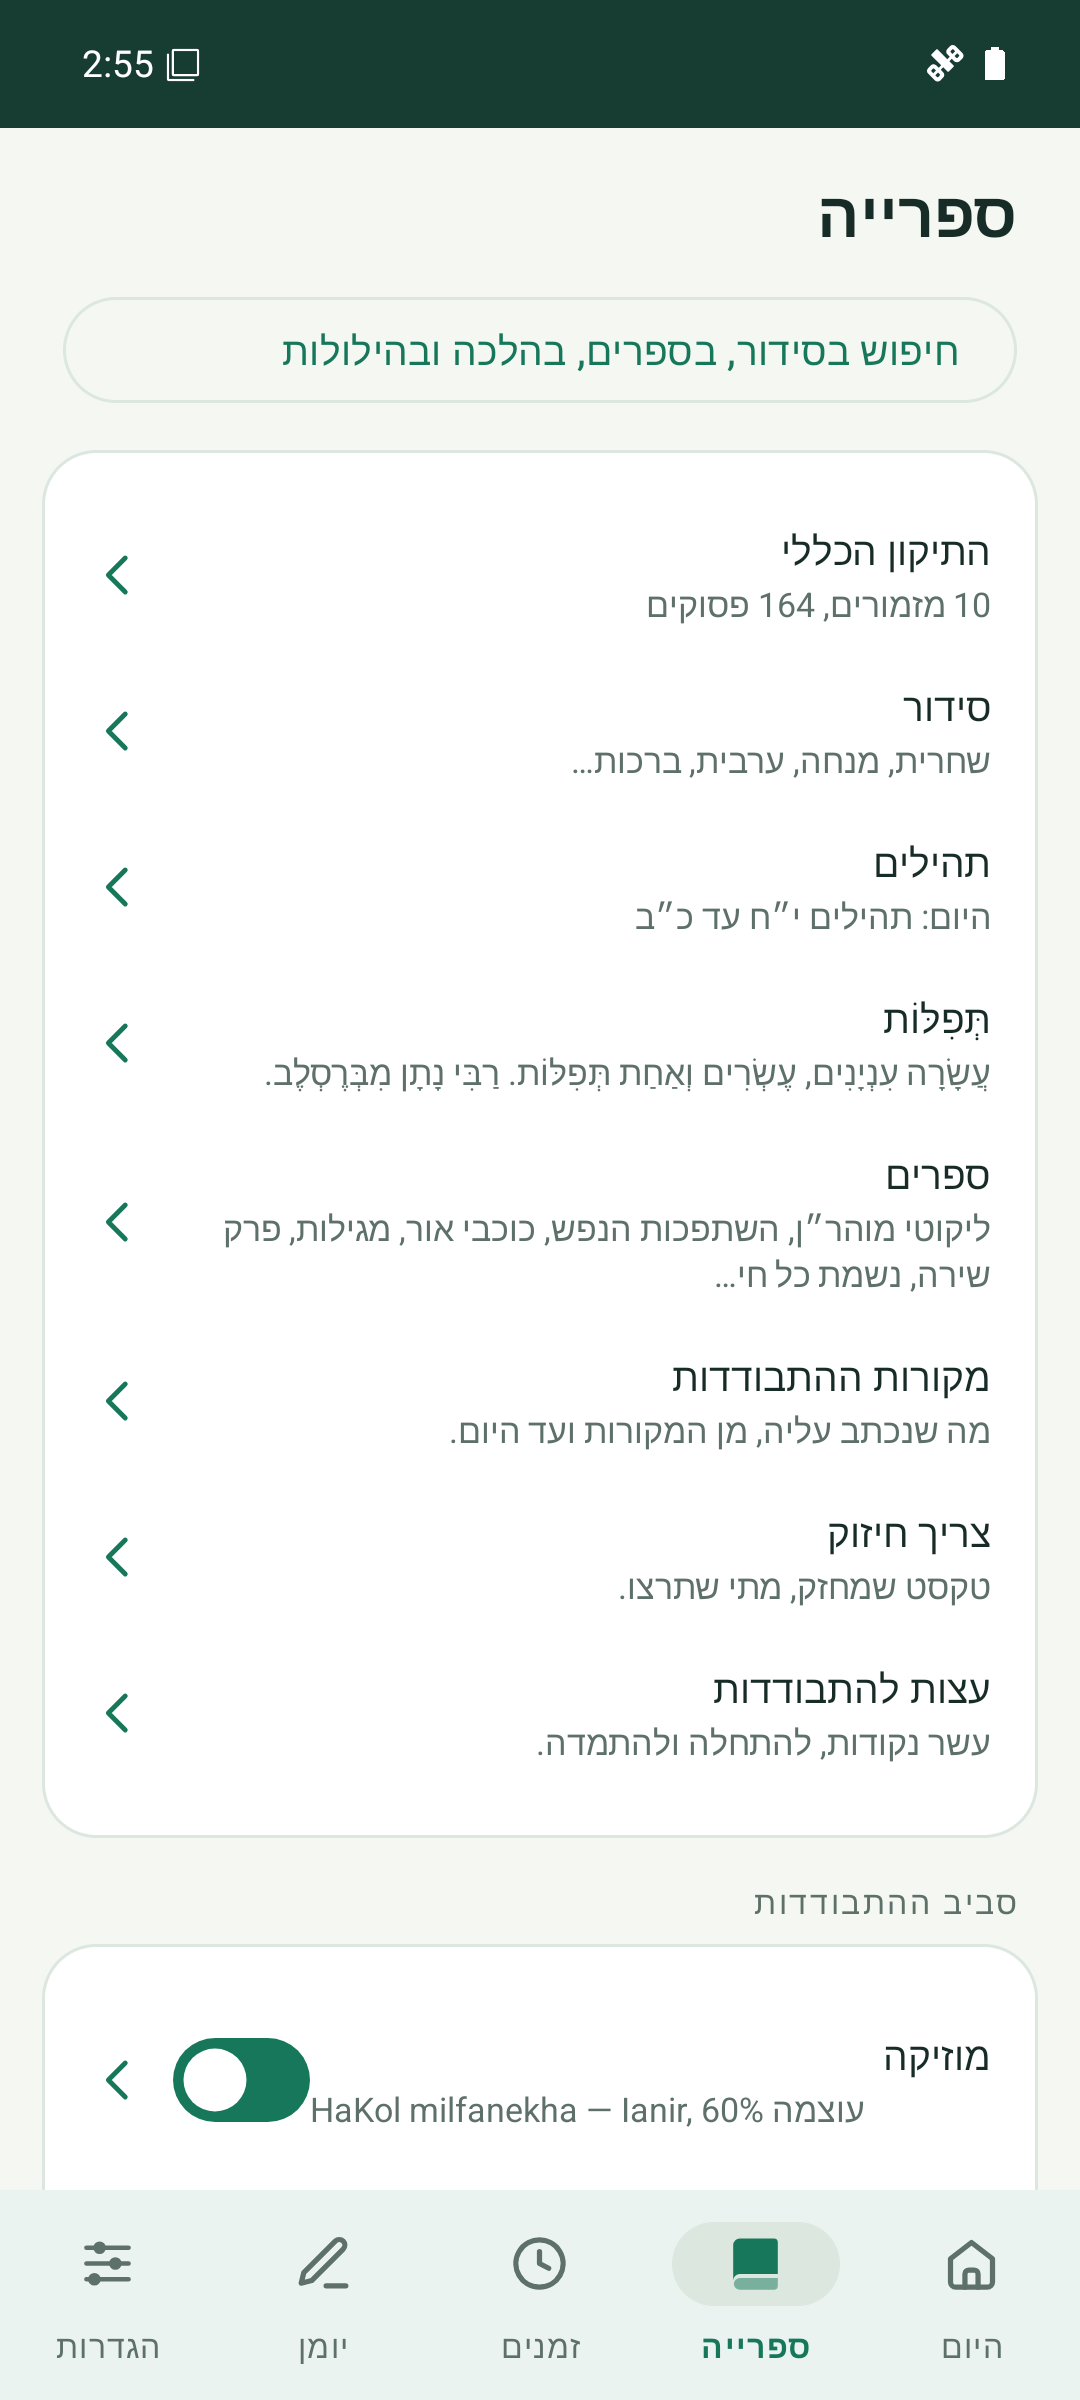 2:55
ספרייה
חיפוש בסידור, בספרים, בהלכה ובהילולות
התיקון הכללי
10 מזמורים, 164 פסוקים
סידור
שחרית, מנחה, ערבית, ברכות...
תהילים
היום: תהילים י״ח עד כ״ב
תְּפִלּוֹת
עֲשָׂרָה עִנְיָנִים, עֶשְׂרִים וְאַחַת תְּפִלּוֹת. רַבִּי נָתָן מִבְּרֶסְלֶב.
ספרים
ליקוטי מוהר״ן, השתפכות הנפש, כוכבי אור, מגילות, פרק
שירה, נשמת כל חי...
מקורות ההתבודדות
מה שנכתב עליה, מן המקורות ועד היום.
צריך חיזוק
טקסט שמחזק, מתי שתרצו.
עצות להתבודדות
עשר נקודות, להתחלה ולהתמדה.
סביב ההתבודדות
מוזיקה
HaKol milfanekha — Ianir, 60% עוצמה
היום
ספרייה
זמנים
יומן
הגדרות